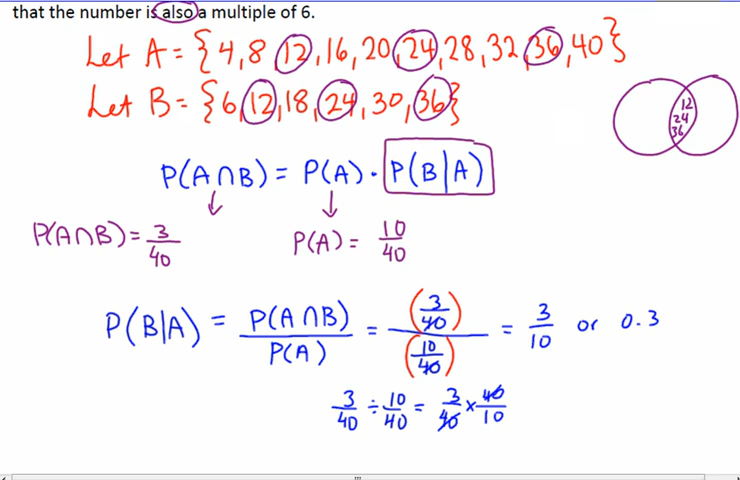 that the number is also a multiple of 6.
Let A = {4, 8, 12, 16, 20, 24, 28, 32, 36, 40}
Let B = {6, 12, 18, 24, 30, 36}
12
24
36
P(A∩B) = P(A) · P(B|A)
P(A∩B) = 3/40 P(A) = 10/40
P(B|A) = P(A∩B)/P(A) = (3/40)/(10/40) = 3/10 or 0.3
3/40 ÷ 10/40 = 3/40 × 40/10